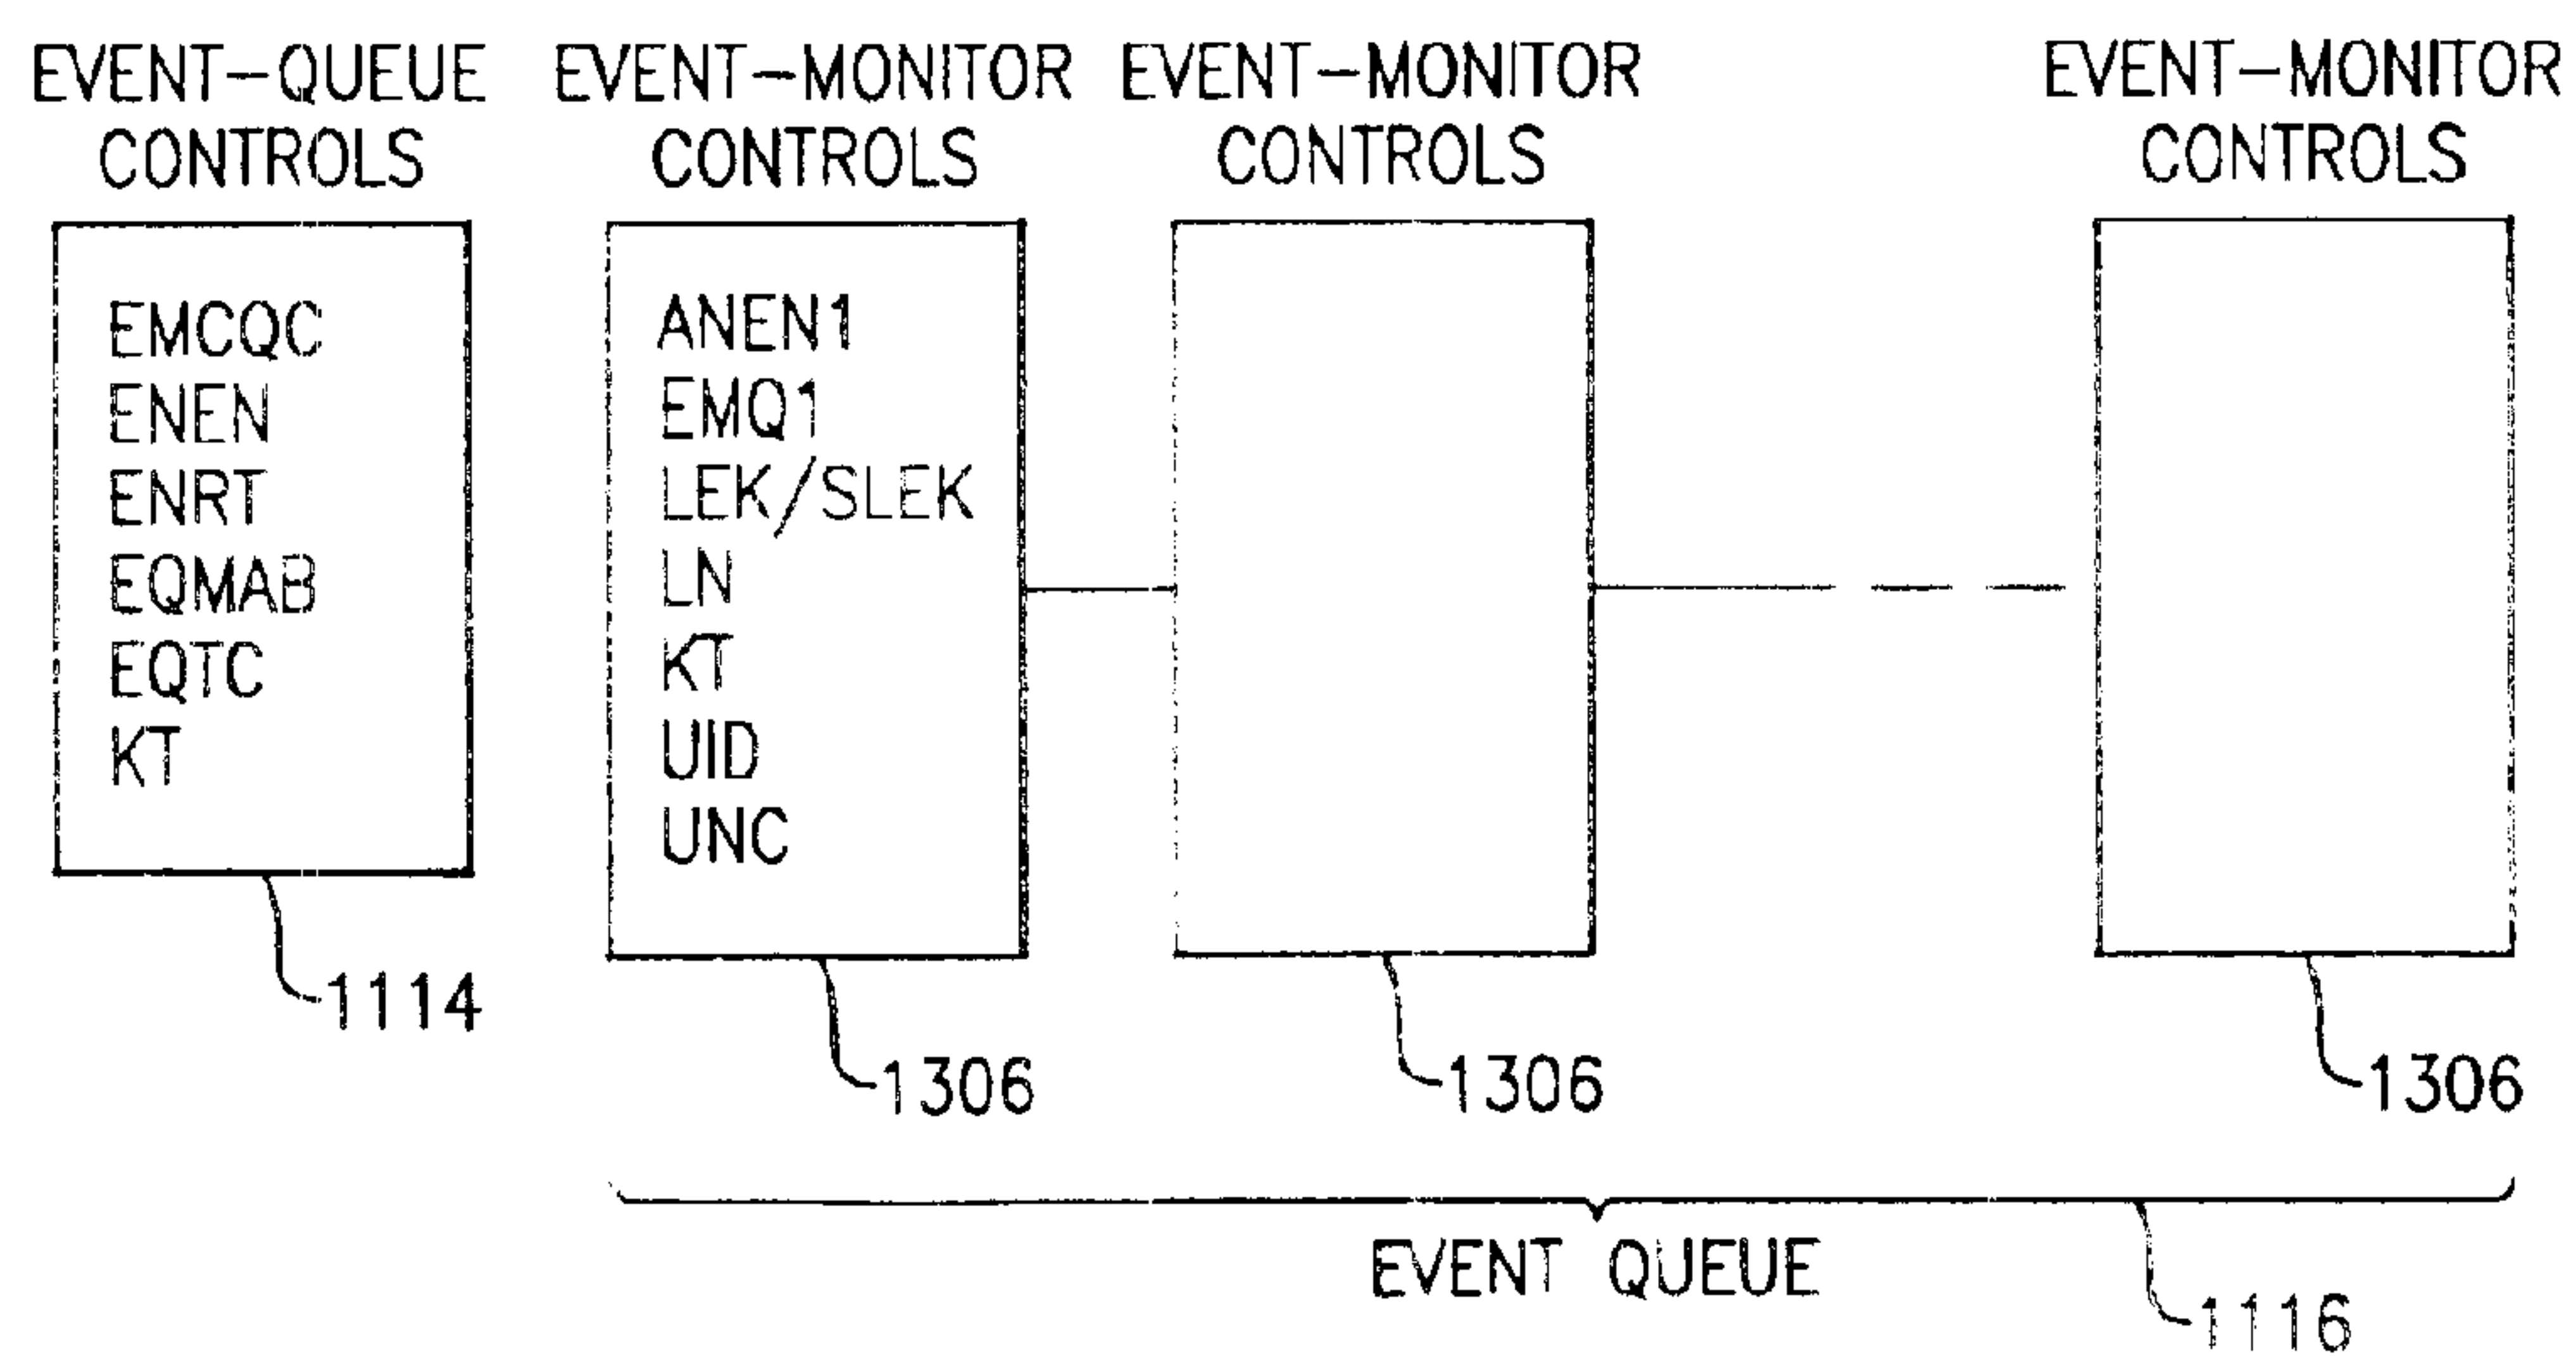 EVENT-QUEUE
CONTROLS
EMCQC
ENEN
ENRT
EQMAB
EQTC
KT
1114
EVENT-MONITOR
CONTROLS
ANEN1
EMQ1
LEK/SLEK
LN
KT
UID
UNC
1306
EVENT-MONITOR
CONTROLS
1306
EVENT-MONITOR
CONTROLS
1306
EVENT QUEUE
1116